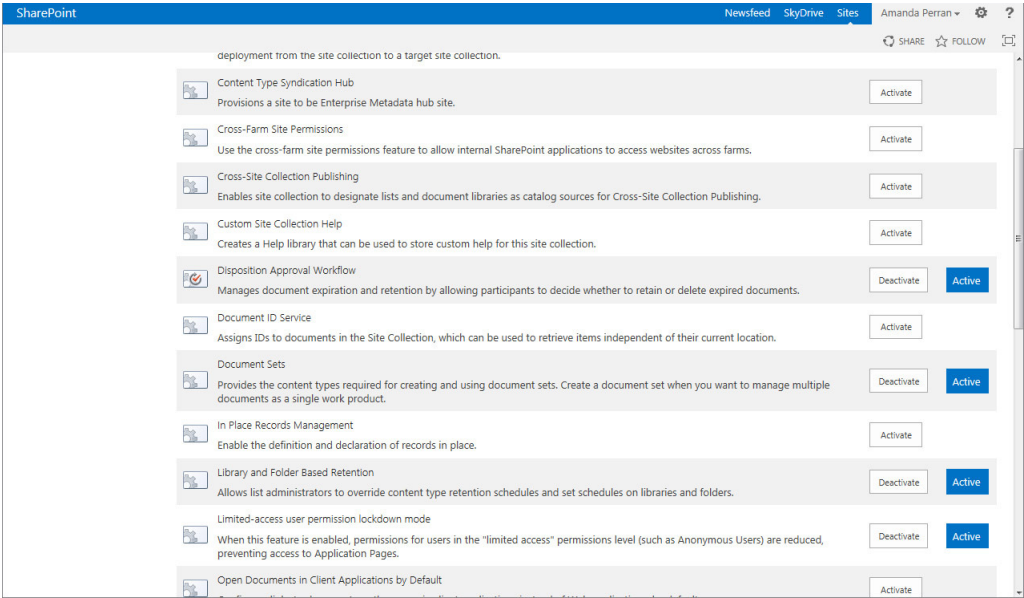 SharePoint
Newsfeed SkyDrive Sites Amanda Perran ?
SHARE FOLLOW
deployment from the site collection to a target site collection.
Content Type Syndication Hub
Provisions a site to be Enterprise Metadata hub site.
Activate
Cross-Farm Site Permissions
Use the cross-farm site permissions feature to allow internal SharePoint applications to access websites across farms.
Activate
Cross-Site Collection Publishing
Enables site collection to designate lists and document libraries as catalog sources for Cross-Site Collection Publishing.
Activate
Custom Site Collection Help
Creates a Help library that can be used to store custom help for this site collection.
Activate
Disposition Approval Workflow
Manages document expiration and retention by allowing participants to decide whether to retain or delete expired documents.
Deactivate Active
Document ID Service
Assigns IDs to documents in the Site Collection, which can be used to retrieve items independent of their current location.
Activate
Document Sets
Provides the content types required for creating and using document sets. Create a document set when you want to manage multiple
documents as a single work product.
Deactivate Active
In Place Records Management
Enable the definition and declaration of records in place.
Activate
Library and Folder Based Retention
Allows list administrators to override content type retention schedules and set schedules on libraries and folders.
Deactivate Active
Limited-access user permission lockdown mode
When this feature is enabled, permissions for users in the "limited access" permissions level (such as Anonymous Users) are reduced,
preventing access to Application Pages.
Deactivate Active
Open Documents in Client Applications by Default
Activate